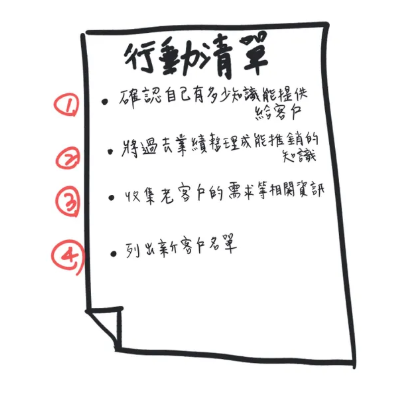 行動清單
① • 確認自己有多少知識能提供
給客戶
② • 將過去業績整理成能推銷的
知識
③ • 收集老客戶的需求等相關資訊
④ • 列出新客戶名單